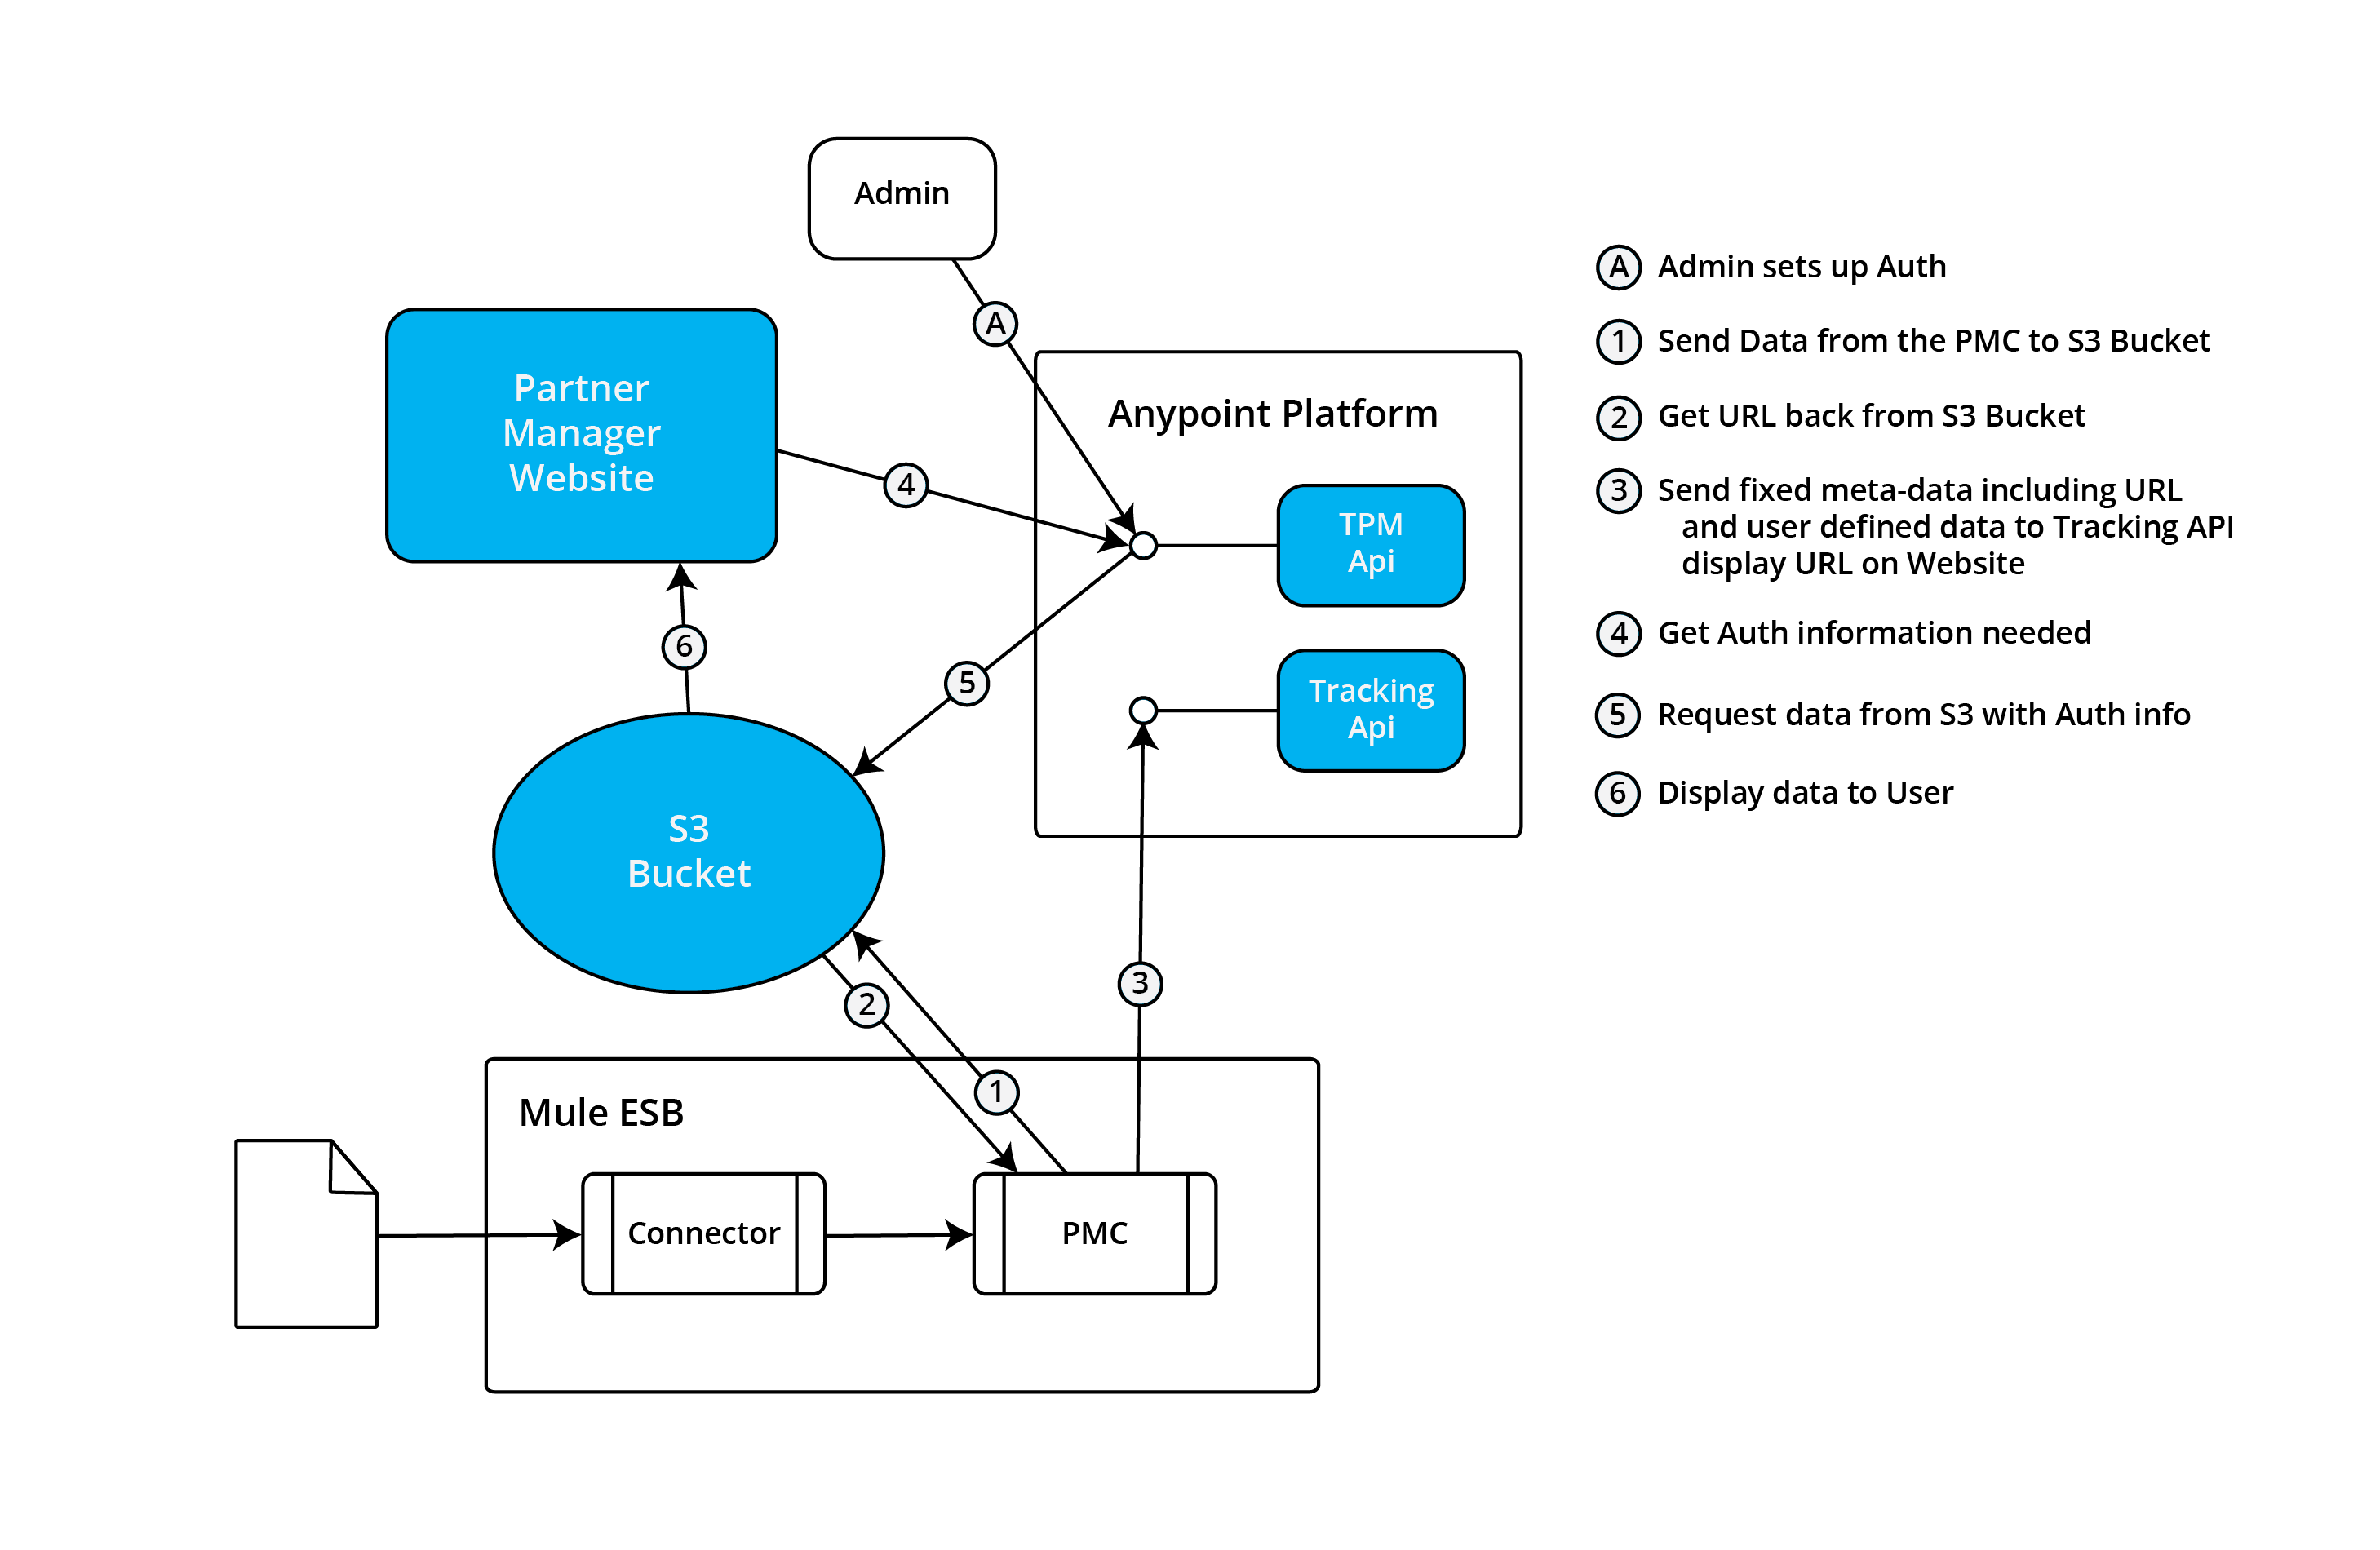 Admin
A
Partner
Manager
Website
4
Anypoint Platform
TPM
Api
6
5
Tracking
Api
S3
Bucket
3
2
1
Mule ESB
Connector
PMC
A Admin sets up Auth
1 Send Data from the PMC to S3 Bucket
2 Get URL back from S3 Bucket
3 Send fixed meta-data including URL
and user defined data to Tracking API
display URL on Website
4 Get Auth information needed
5 Request data from S3 with Auth info
6 Display data to User